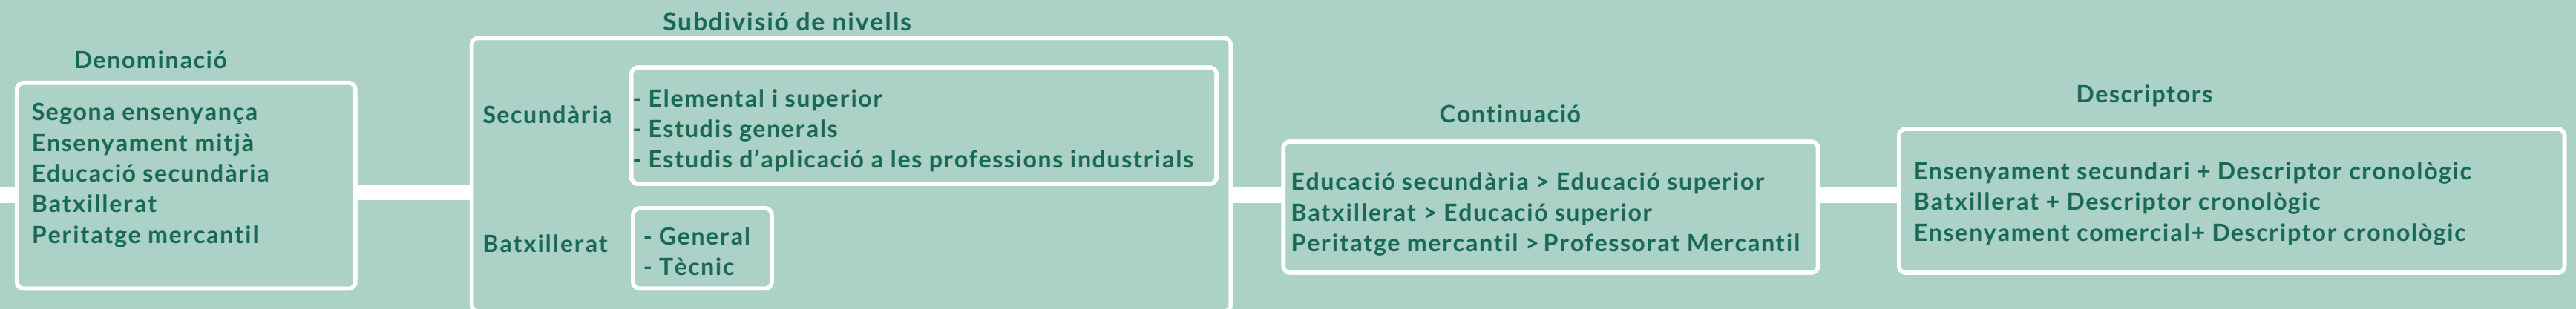 Denominació
Segona ensenyança
Ensenyament mitjà
Educació secundària
Batxillerat
Peritatge mercantil
Subdivisió de nivells
Secundària
- Elemental i superior
- Estudis generals
- Estudis d'aplicació a les professions industrials
Batxillerat
- General
- Tècnic
Continuació
Educació secundària > Educació superior
Batxillerat > Educació superior
Peritatge mercantil > Professorat Mercantil
Descriptors
Ensenyament secundari + Descriptor cronològic
Batxillerat + Descriptor cronològic
Ensenyament comercial+ Descriptor cronològic